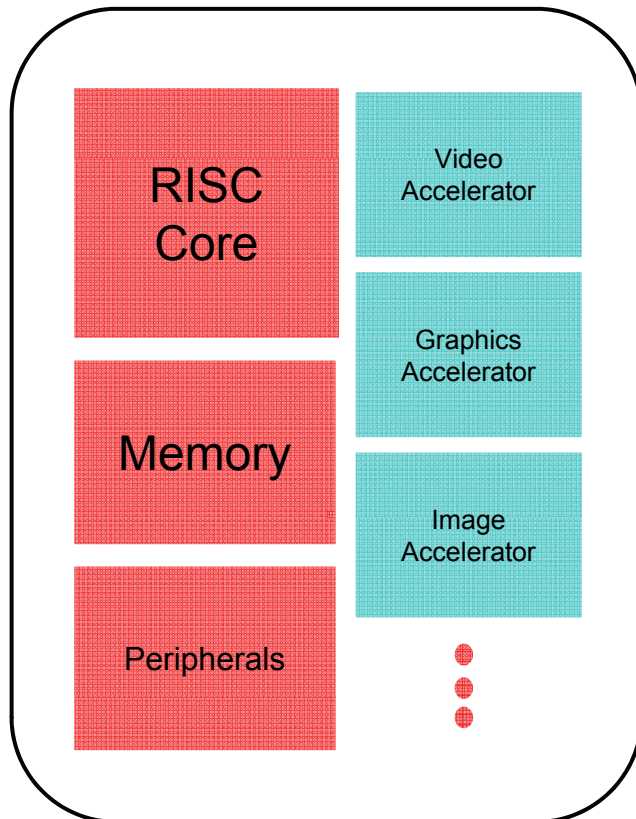 RISC
Core
Memory
Peripherals
Video
Accelerator
Graphics
Accelerator
Image
Accelerator